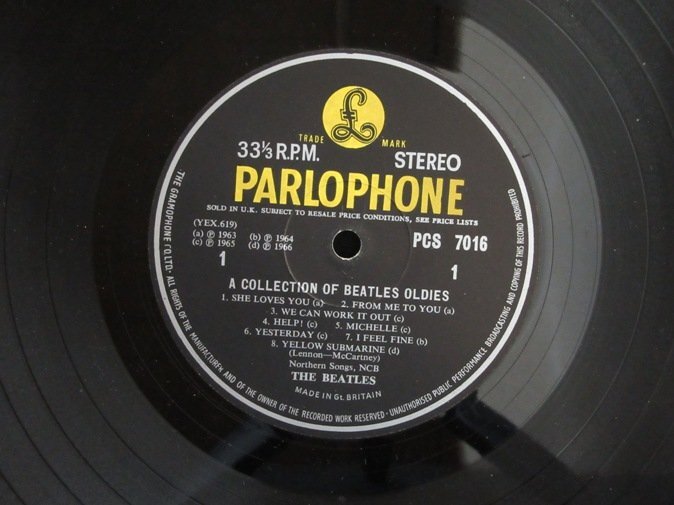 £
TRADE MARK
33⅓ R.P.M. STEREO
PARLOPHONE
SOLD IN U.K. SUBJECT TO RESALE PRICE CONDITIONS, SEE PRICE LISTS
(YEX.619)
(a) ℗ 1963 (b) ℗ 1964
(c) ℗ 1965 (d) ℗ 1966
PCS 7016
1 1
A COLLECTION OF BEATLES OLDIES
1. SHE LOVES YOU (a) 2. FROM ME TO YOU (a)
3. WE CAN WORK IT OUT (c)
4. HELP! (c) 5. MICHELLE (c)
6. YESTERDAY (c) 7. I FEEL FINE (b)
8. YELLOW SUBMARINE (d)
(Lennon—McCartney)
Northern Songs, NCB
THE BEATLES
MADE IN Gt. BRITAIN
THE GRAMOPHONE CO. LTD. · ALL RIGHTS OF THE MANUFACTURER AND OF THE OWNER OF THE RECORDED WORK RESERVED · UNAUTHORISED PUBLIC PERFORMANCE BROADCASTING AND COPYING OF THIS RECORD PROHIBITED